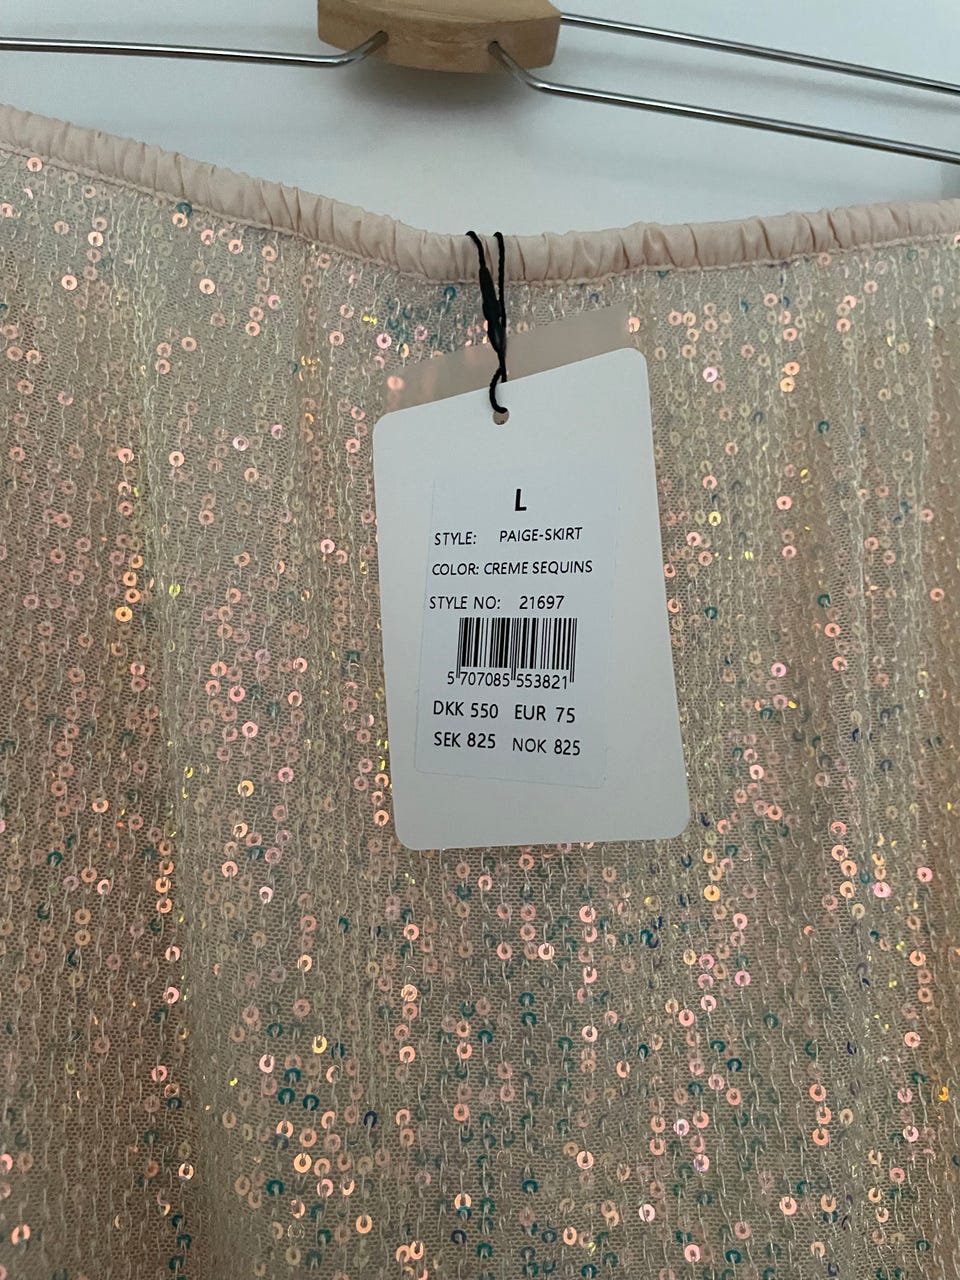 L
STYLE: PAIGE-SKIRT
COLOR: CREME SEQUINS
STYLE NO: 21697
5 707085 553821
DKK 550 EUR 75
SEK 825 NOK 825